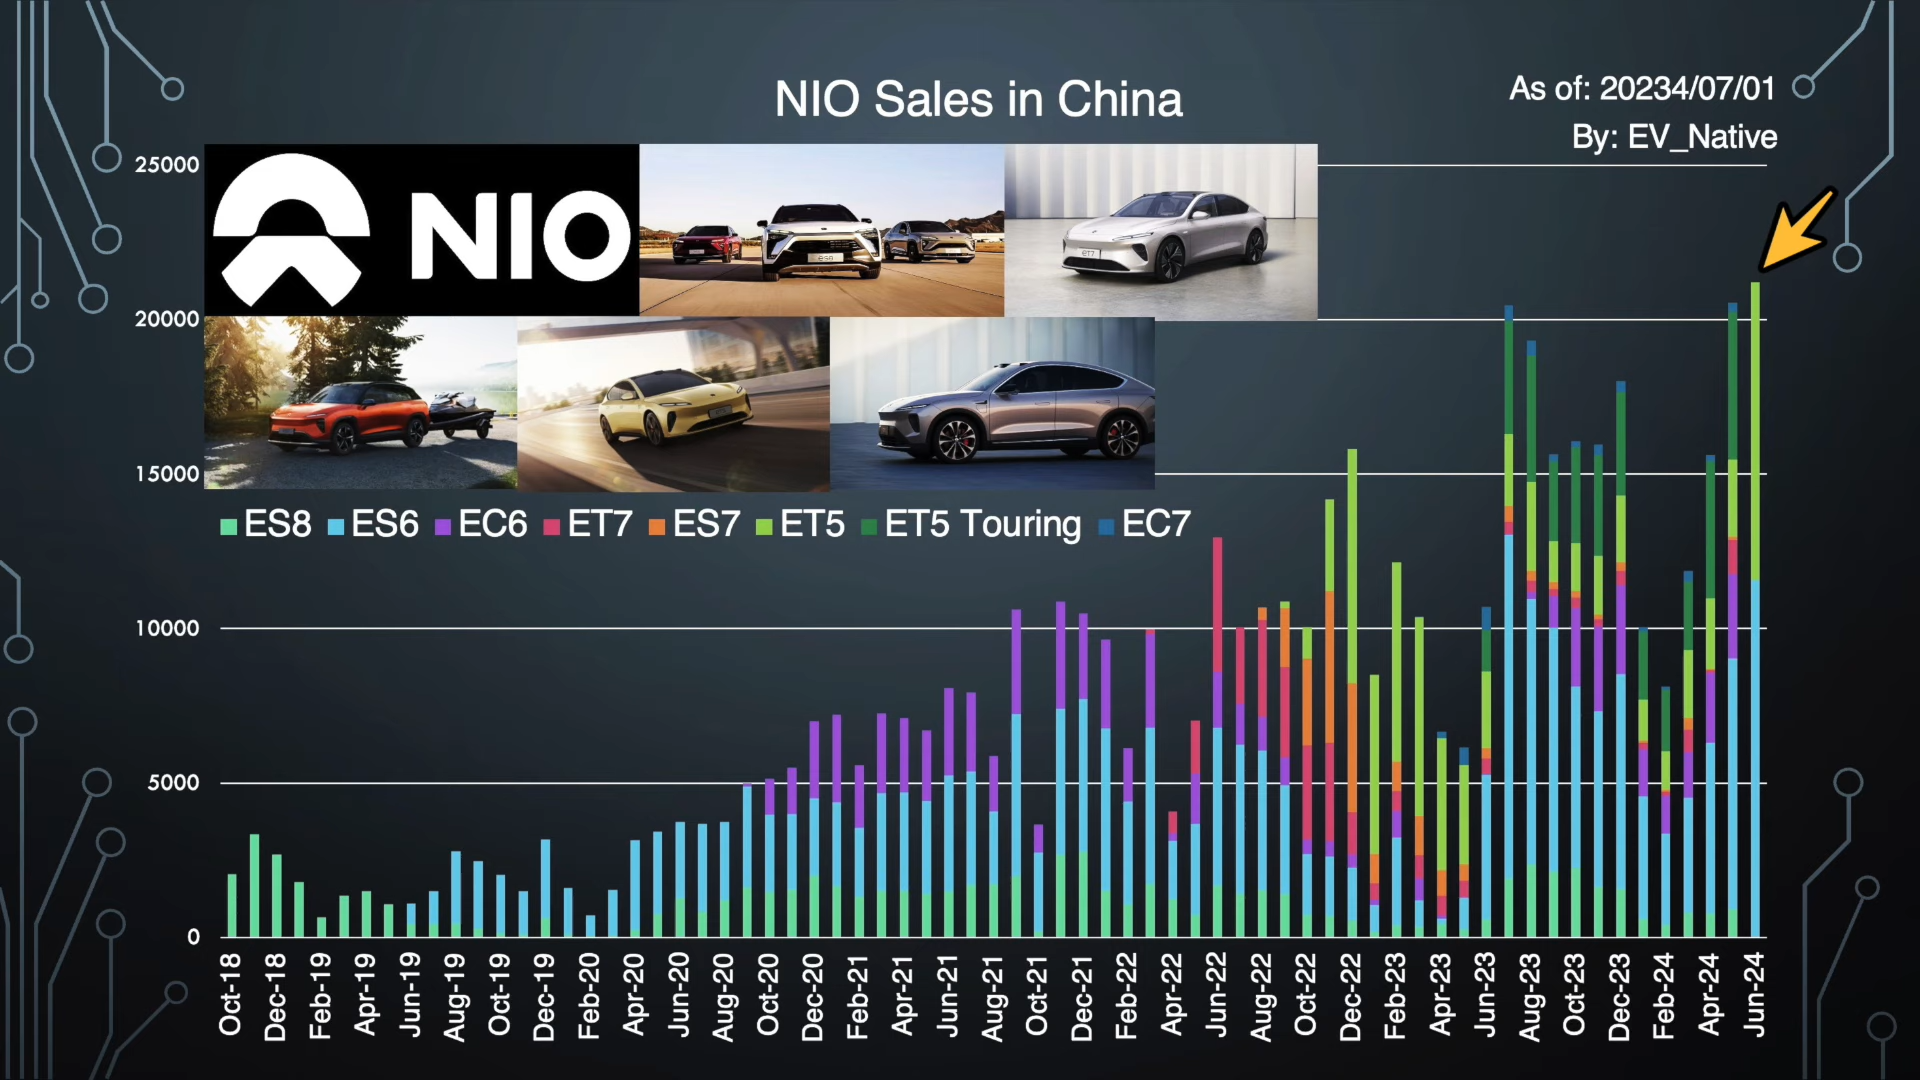 NIO Sales in China
As of: 20234/07/01
By: EV_Native
25000
20000
15000
10000
5000
0
NIO
ES8
ET7
ES8 ES6 EC6 ET7 ES7 ET5 ET5 Touring EC7
Oct-18 Dec-18 Feb-19 Apr-19 Jun-19 Aug-19 Oct-19 Dec-19 Feb-20 Apr-20 Jun-20 Aug-20 Oct-20 Dec-20 Feb-21 Apr-21 Jun-21 Aug-21 Oct-21 Dec-21 Feb-22 Apr-22 Jun-22 Aug-22 Oct-22 Dec-22 Feb-23 Apr-23 Jun-23 Aug-23 Oct-23 Dec-23 Feb-24 Apr-24 Jun-24